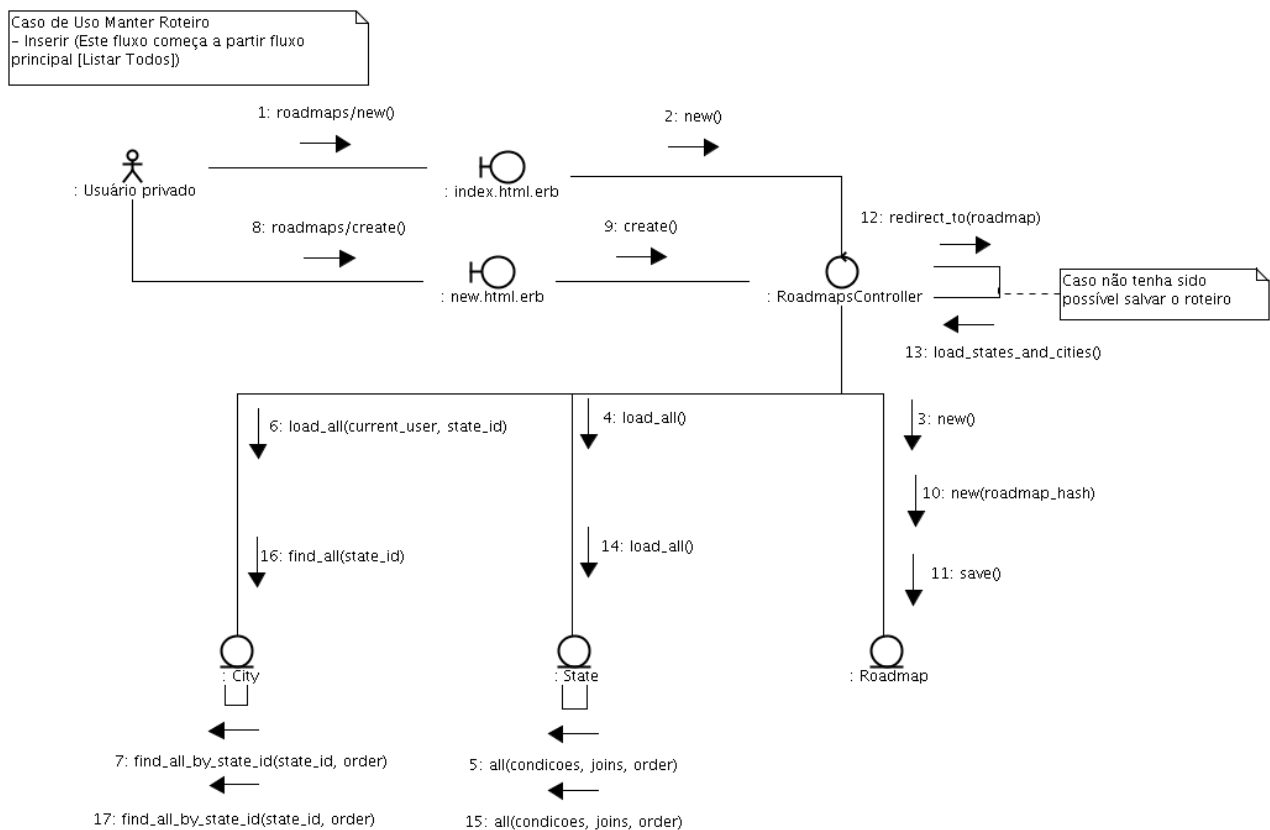 Caso de Uso Manter Roteiro
– Inserir (Este fluxo começa a partir fluxo
principal [Listar Todos])
1: roadmaps/new()
2: new()
: Usuário privado
: index.html.erb
8: roadmaps/create()
9: create()
12: redirect_to(roadmap)
: new.html.erb
: RoadmapsController
Caso não tenha sido
possível salvar o roteiro
13: load_states_and_cities()
6: load_all(current_user, state_id)
4: load_all()
3: new()
10: new(roadmap_hash)
16: find_all(state_id)
14: load_all()
11: save()
: City
: State
: Roadmap
7: find_all_by_state_id(state_id, order)
5: all(condicoes, joins, order)
17: find_all_by_state_id(state_id, order)
15: all(condicoes, joins, order)